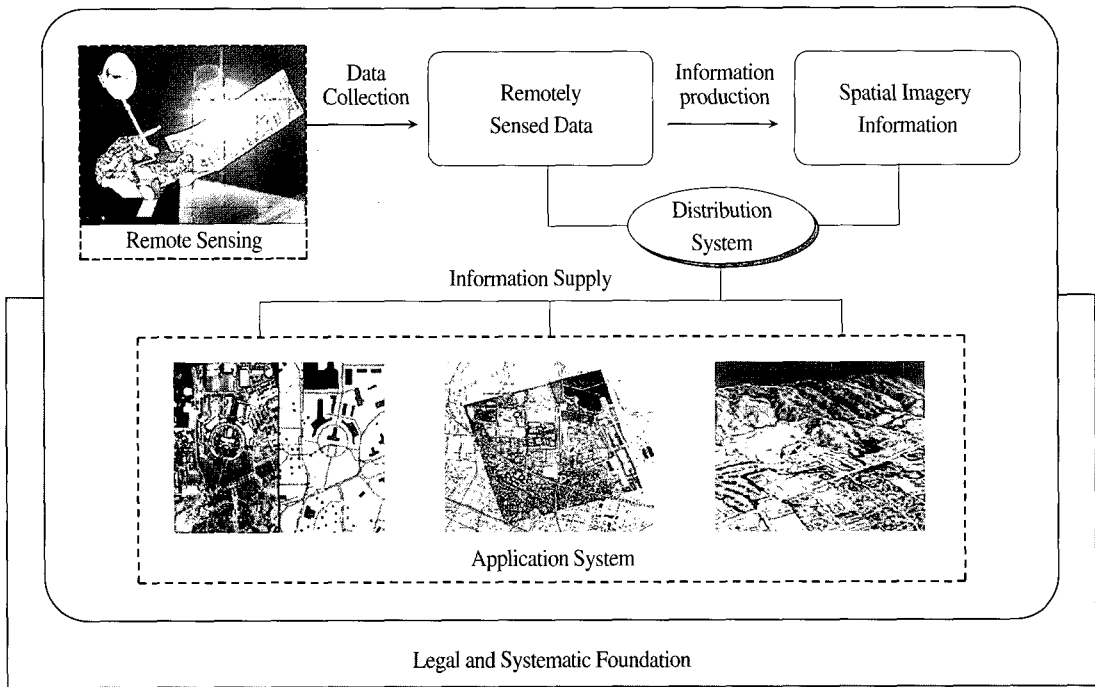 Data
Collection
Remotely
Sensed Data
Information
production
Spatial Imagery
Information
Remote Sensing
Distribution
System
Information Supply
Application System
Legal and Systematic Foundation